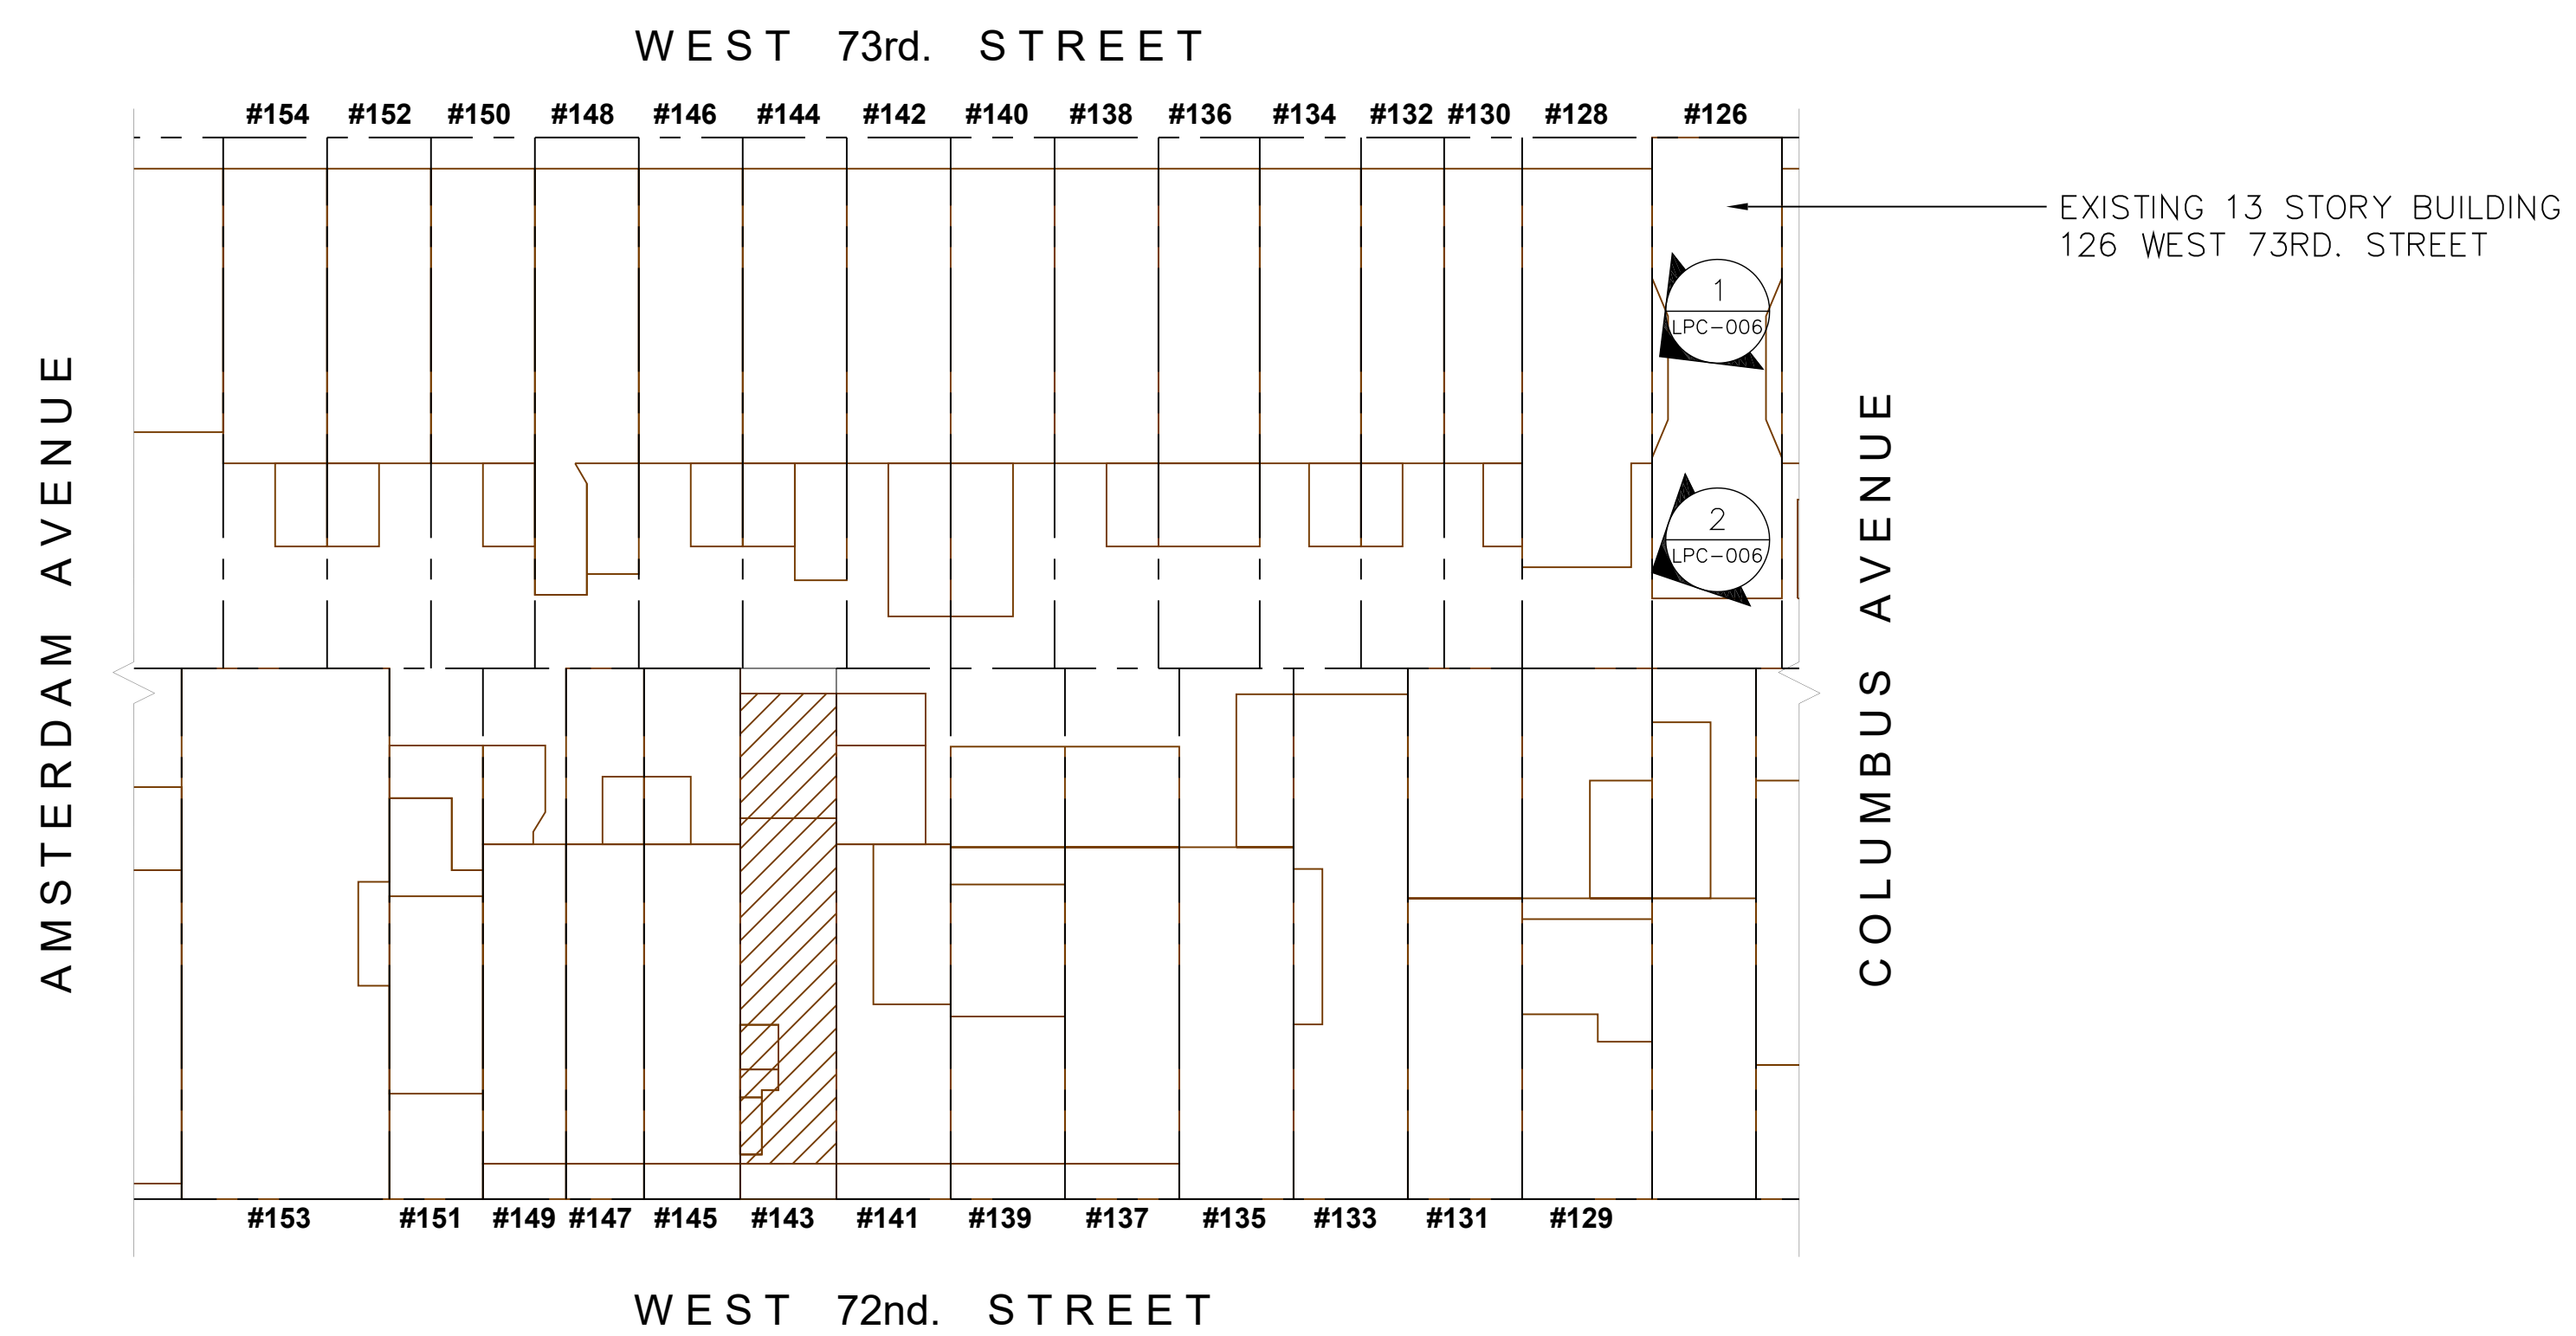 WEST 73rd. STREET
#154 #152 #150 #148 #146 #144 #142 #140 #138 #136 #134 #132 #130 #128 #126
EXISTING 13 STORY BUILDING
126 WEST 73RD. STREET
1
LPC-006
2
LPC-006
AMSTERDAM AVENUE
COLUMBUS AVENUE
#153 #151 #149 #147 #145 #143 #141 #139 #137 #135 #133 #131 #129
WEST 72nd. STREET